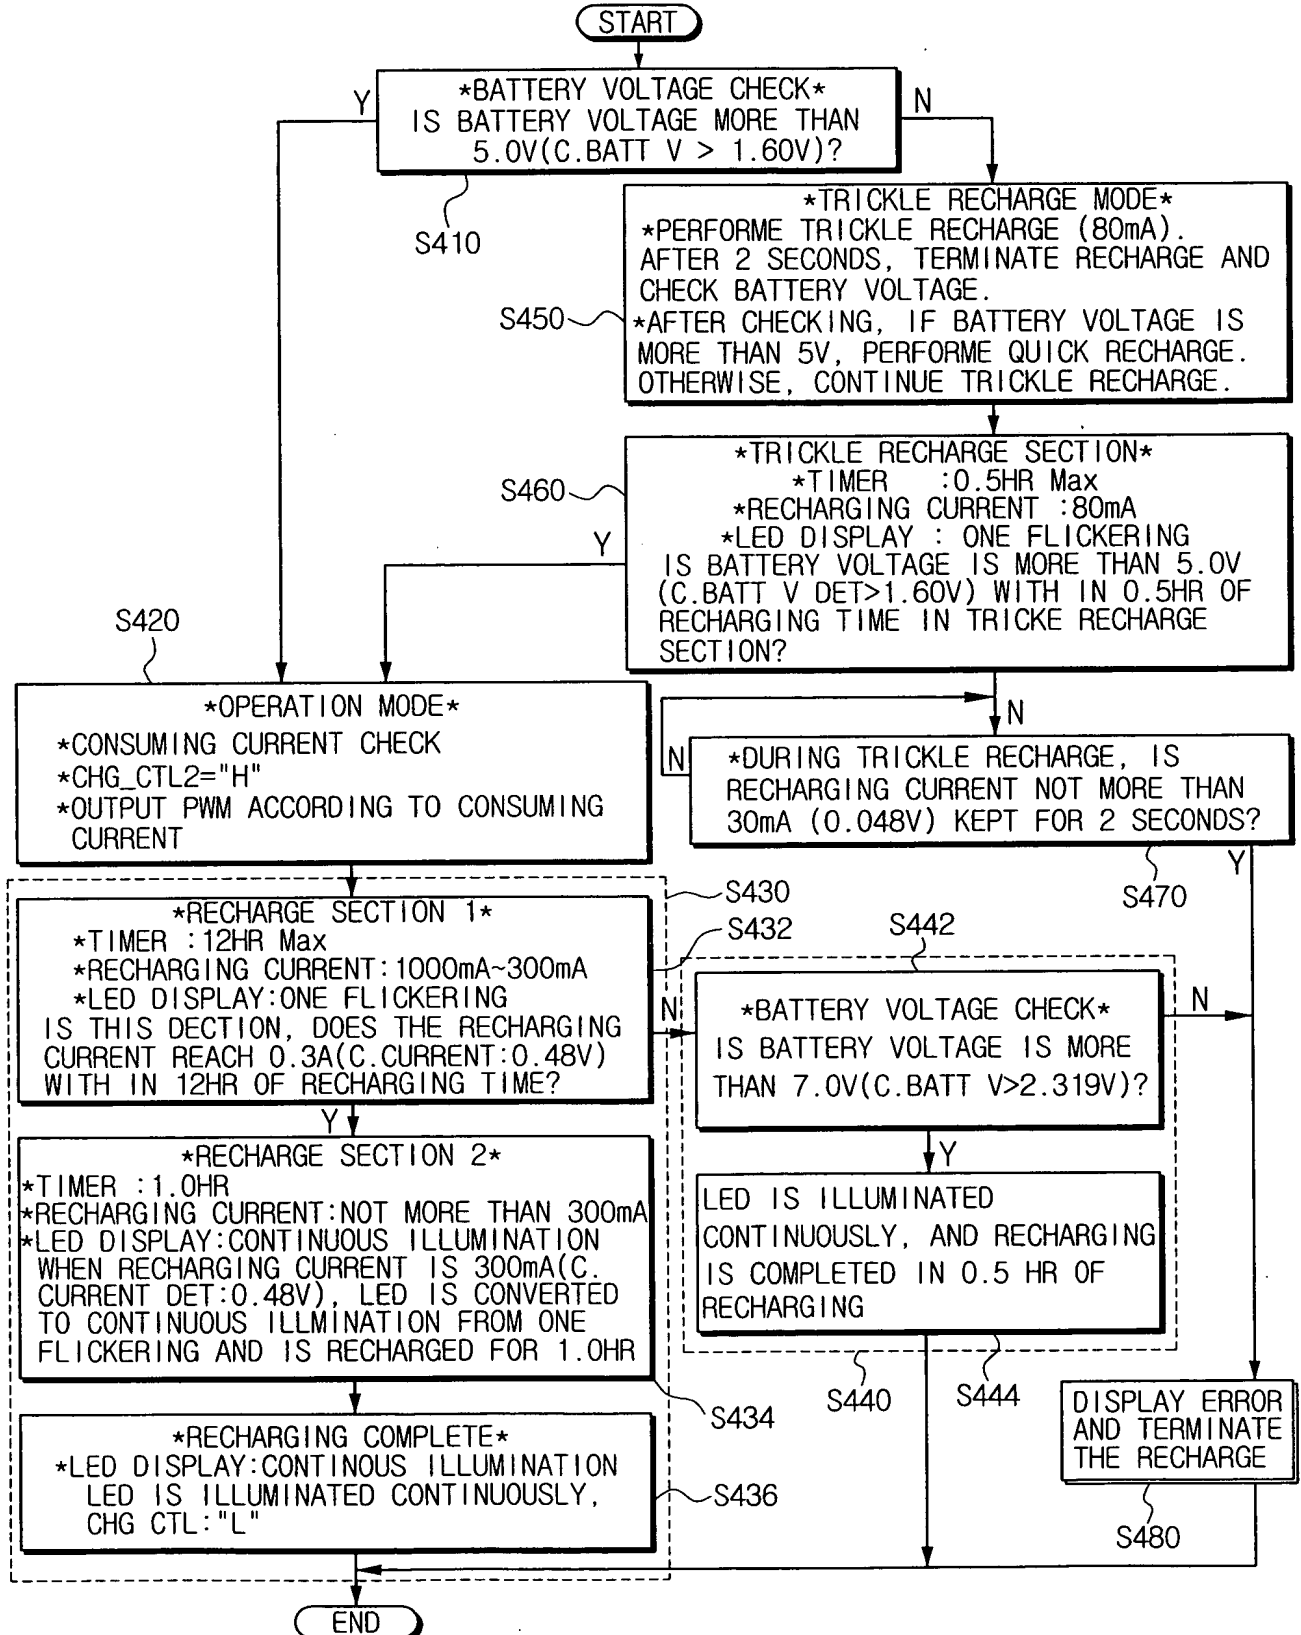 START
*BATTERY VOLTAGE CHECK*
IS BATTERY VOLTAGE MORE THAN
5.0V(C.BATT V > 1.60V)?
Y
N
S410
*TRICKLE RECHARGE MODE*
*PERFORME TRICKLE RECHARGE (80mA).
AFTER 2 SECONDS, TERMINATE RECHARGE AND
CHECK BATTERY VOLTAGE.
*AFTER CHECKING, IF BATTERY VOLTAGE IS
MORE THAN 5V, PERFORME QUICK RECHARGE.
OTHERWISE, CONTINUE TRICKLE RECHARGE.
S450
*TRICKLE RECHARGE SECTION*
*TIMER :0.5HR Max
*RECHARGING CURRENT :80mA
*LED DISPLAY : ONE FLICKERING
IS BATTERY VOLTAGE IS MORE THAN 5.0V
(C.BATT V DET>1.60V) WITH IN 0.5HR OF
RECHARGING TIME IN TRICKE RECHARGE
SECTION?
S460
Y
N
S420
*OPERATION MODE*
*CONSUMING CURRENT CHECK
*CHG_CTL2="H"
*OUTPUT PWM ACCORDING TO CONSUMING
CURRENT
N
*DURING TRICKLE RECHARGE, IS
RECHARGING CURRENT NOT MORE THAN
30mA (0.048V) KEPT FOR 2 SECONDS?
Y
S470
S430
*RECHARGE SECTION 1*
*TIMER :12HR Max
*RECHARGING CURRENT:1000mA~300mA
*LED DISPLAY:ONE FLICKERING
IS THIS DECTION, DOES THE RECHARGING
CURRENT REACH 0.3A(C.CURRENT:0.48V)
WITH IN 12HR OF RECHARGING TIME?
S432
N
Y
S442
*BATTERY VOLTAGE CHECK*
IS BATTERY VOLTAGE IS MORE
THAN 7.0V(C.BATT V>2.319V)?
N
Y
*RECHARGE SECTION 2*
*TIMER :1.0HR
*RECHARGING CURRENT:NOT MORE THAN 300mA
*LED DISPLAY:CONTINUOUS ILLUMINATION
WHEN RECHARGING CURRENT IS 300mA(C.
CURRENT DET:0.48V), LED IS CONVERTED
TO CONTINUOUS ILLMINATION FROM ONE
FLICKERING AND IS RECHARGED FOR 1.0HR
S434
LED IS ILLUMINATED
CONTINUOUSLY, AND RECHARGING
IS COMPLETED IN 0.5 HR OF
RECHARGING
S440
S444
*RECHARGING COMPLETE*
*LED DISPLAY:CONTINOUS ILLUMINATION
LED IS ILLUMINATED CONTINUOUSLY,
CHG CTL:"L"
S436
DISPLAY ERROR
AND TERMINATE
THE RECHARGE
S480
END